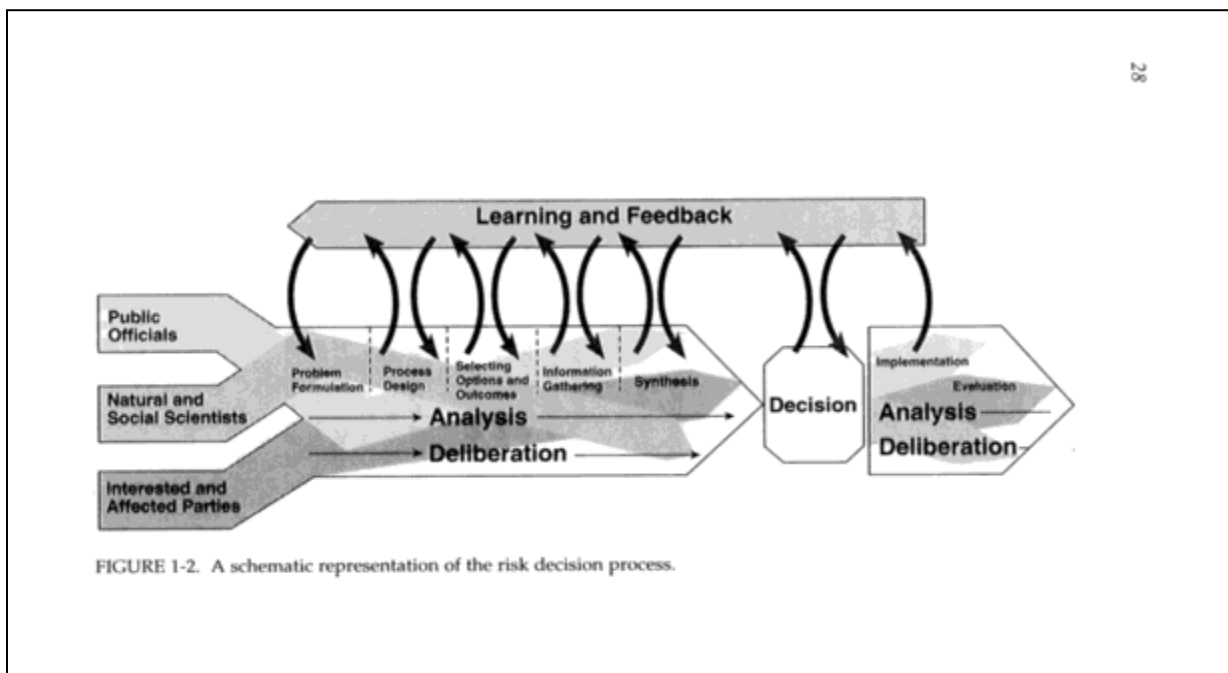 28
Learning and Feedback
Public
Officials
Natural and
Social Scientists
Interested and
Affected Parties
Problem
Formulation
Process
Design
Selecting
Options and
Outcomes
Information
Gathering
Synthesis
Analysis
Deliberation
Decision
Implementation
Evaluation
Analysis
Deliberation
FIGURE 1-2. A schematic representation of the risk decision process.